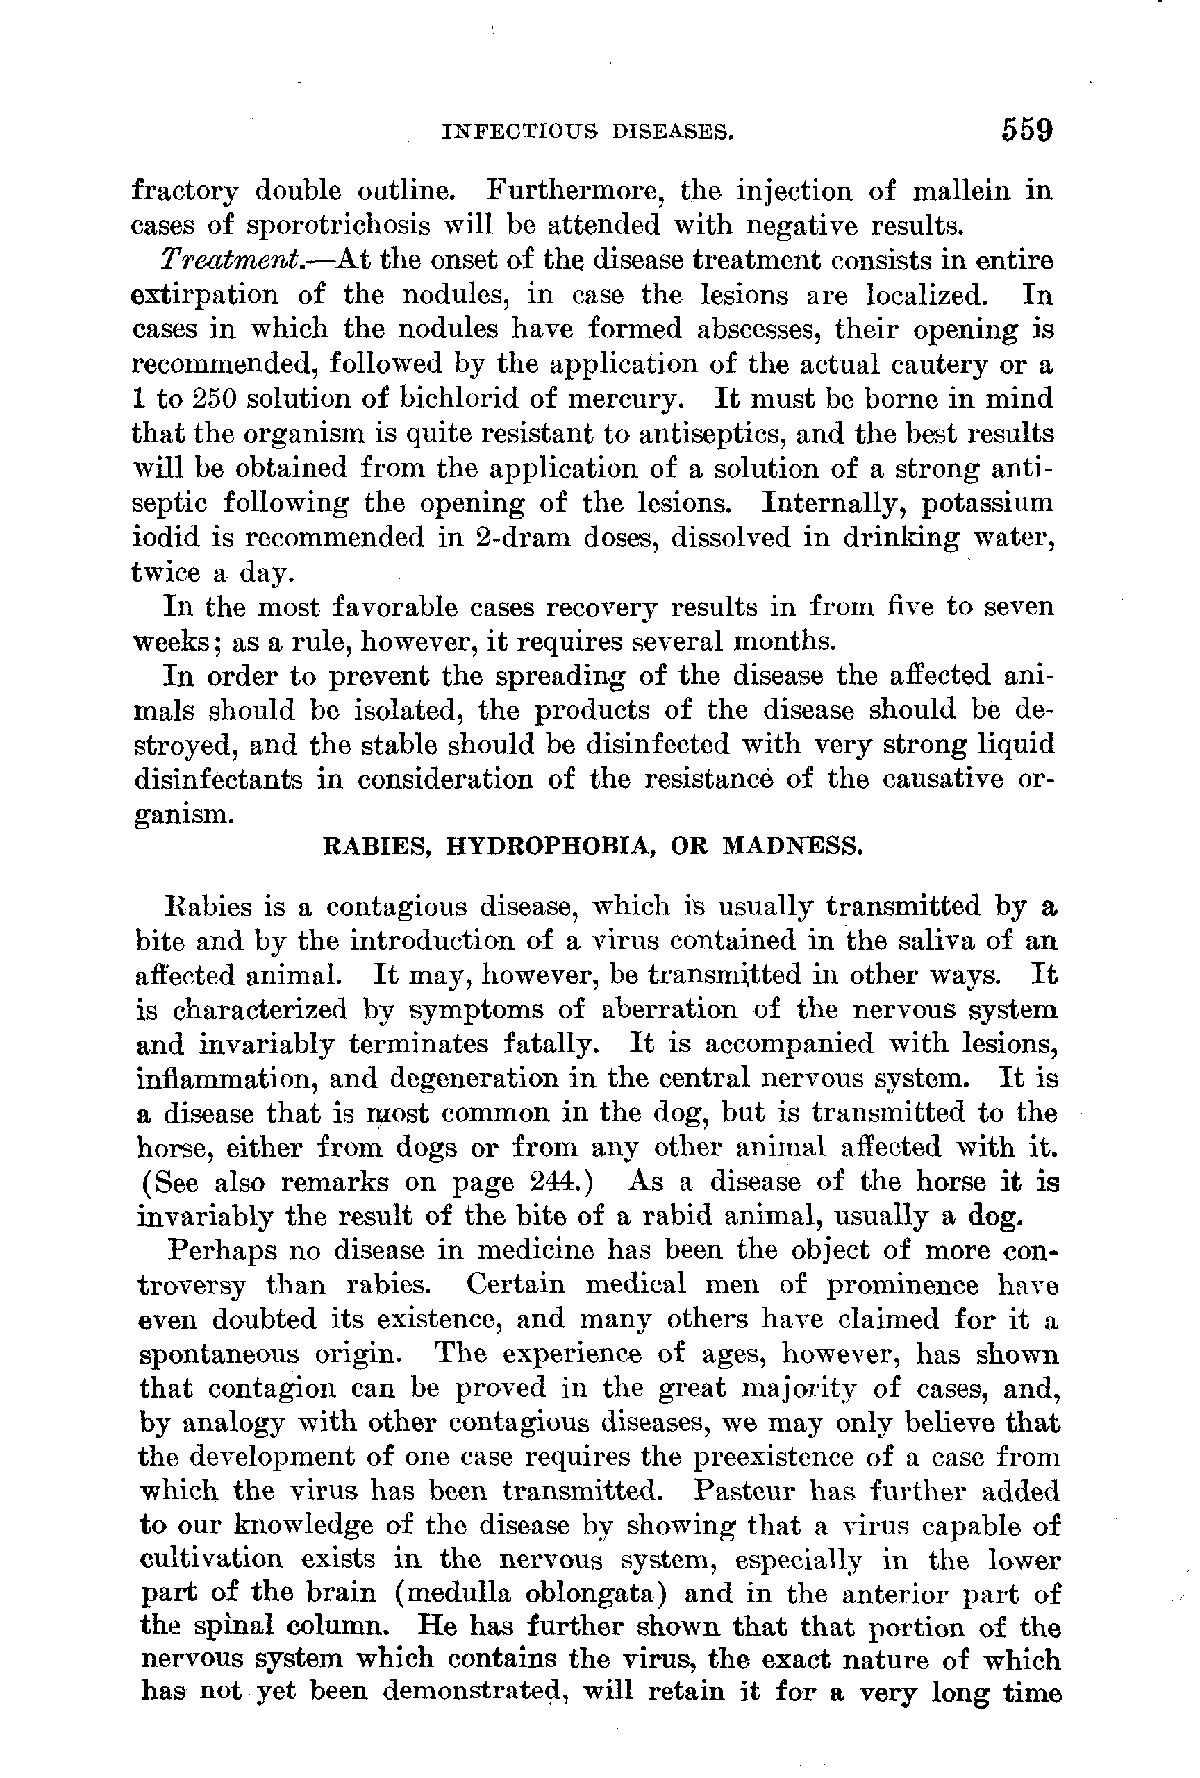 INFECTIOUS DISEASES. 559
fractory double outline. Furthermore, the injection of mallein in
cases of sporotrichosis will be attended with negative results.
Treatment.—At the onset of the disease treatment consists in entire
extirpation of the nodules, in case the lesions are localized. In
cases in which the nodules have formed abscesses, their opening is
recommended, followed by the application of the actual cautery or a
1 to 250 solution of bichlorid of mercury. It must be borne in mind
that the organism is quite resistant to antiseptics, and the best results
will be obtained from the application of a solution of a strong anti-
septic following the opening of the lesions. Internally, potassium
iodid is recommended in 2-dram doses, dissolved in drinking water,
twice a day.
In the most favorable cases recovery results in from five to seven
weeks; as a rule, however, it requires several months.
In order to prevent the spreading of the disease the affected ani-
mals should be isolated, the products of the disease should be de-
stroyed, and the stable should be disinfected with very strong liquid
disinfectants in consideration of the resistance of the causative or-
ganism.
RABIES, HYDROPHOBIA, OR MADNESS.
Rabies is a contagious disease, which is usually transmitted by a
bite and by the introduction of a virus contained in the saliva of an
affected animal. It may, however, be transmitted in other ways. It
is characterized by symptoms of aberration of the nervous system
and invariably terminates fatally. It is accompanied with lesions,
inflammation, and degeneration in the central nervous system. It is
a disease that is most common in the dog, but is transmitted to the
horse, either from dogs or from any other animal affected with it.
(See also remarks on page 244.) As a disease of the horse it is
invariably the result of the bite of a rabid animal, usually a dog.
Perhaps no disease in medicine has been the object of more con-
troversy than rabies. Certain medical men of prominence have
even doubted its existence, and many others have claimed for it a
spontaneous origin. The experience of ages, however, has shown
that contagion can be proved in the great majority of cases, and,
by analogy with other contagious diseases, we may only believe that
the development of one case requires the preexistence of a case from
which the virus has been transmitted. Pasteur has further added
to our knowledge of the disease by showing that a virus capable of
cultivation exists in the nervous system, especially in the lower
part of the brain (medulla oblongata) and in the anterior part of
the spinal column. He has further shown that that portion of the
nervous system which contains the virus, the exact nature of which
has not yet been demonstrated, will retain it for a very long time